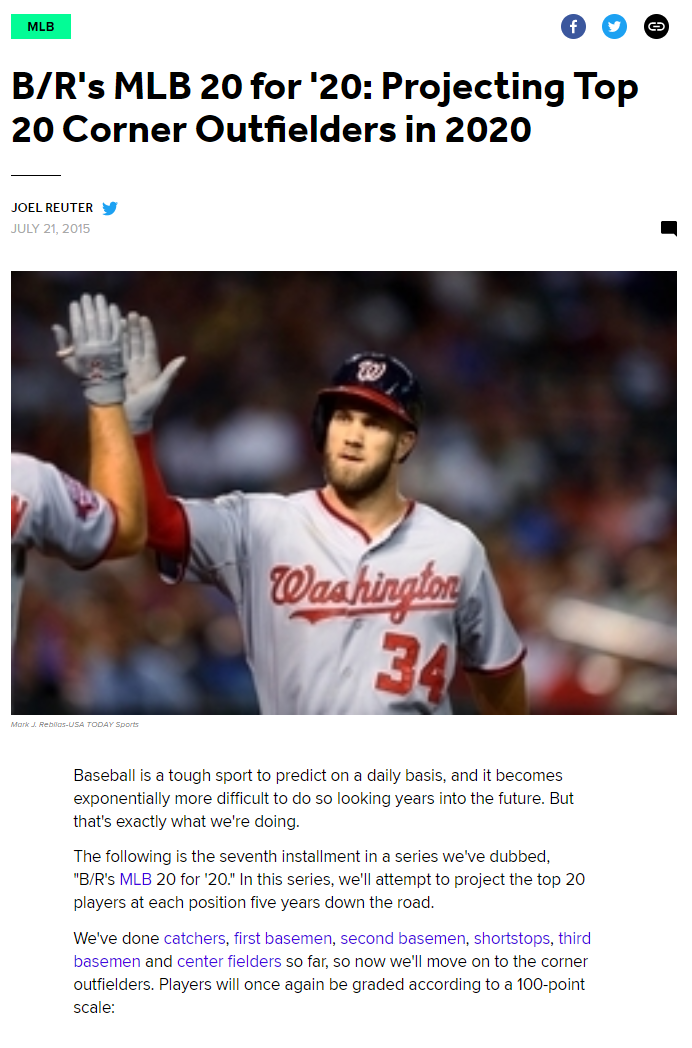 MLB
B/R's MLB 20 for '20: Projecting Top
20 Corner Outfielders in 2020
JOEL REUTER
JULY 21, 2015
W
Washington
34
Mark J. Rebilas-USA TODAY Sports
Baseball is a tough sport to predict on a daily basis, and it becomes
exponentially more difficult to do so looking years into the future. But
that's exactly what we're doing.
The following is the seventh installment in a series we've dubbed,
"B/R's MLB 20 for '20." In this series, we'll attempt to project the top 20
players at each position five years down the road.
We've done catchers, first basemen, second basemen, shortstops, third
basemen and center fielders so far, so now we'll move on to the corner
outfielders. Players will once again be graded according to a 100-point
scale: